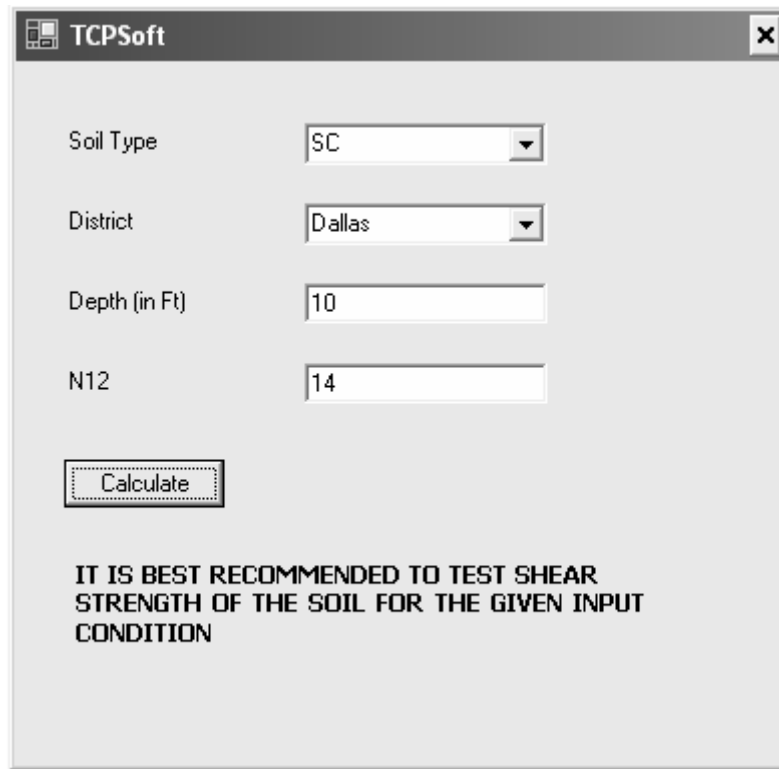 TCPSoft
Soil Type SC
District Dallas
Depth (in Ft) 10
N12 14
Calculate
IT IS BEST RECOMMENDED TO TEST SHEAR
STRENGTH OF THE SOIL FOR THE GIVEN INPUT
CONDITION